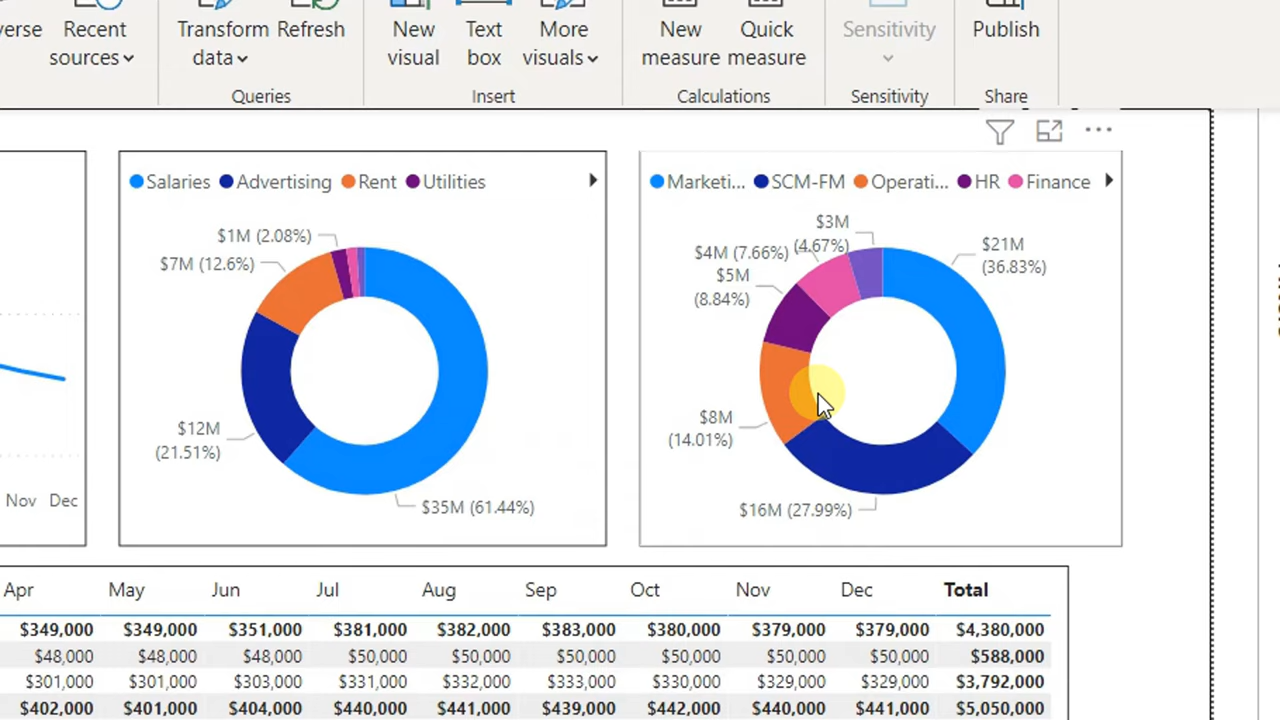 erse Recent sources Transform data Refresh New visual Text box More visuals New measure Quick measure Sensitivity Publish
Queries Insert Calculations Sensitivity Share
Salaries Advertising Rent Utilities
$1M (2.08%)
$7M (12.6%)
$12M
(21.51%)
$35M (61.44%)
Marketi... SCM-FM Operati... HR Finance
$3M
(4.67%)
$4M (7.66%)
$5M
(8.84%)
$21M
(36.83%)
$8M
(14.01%)
$16M (27.99%)
Nov Dec
Apr May Jun Jul Aug Sep Oct Nov Dec Total
$349,000 $349,000 $351,000 $381,000 $382,000 $383,000 $380,000 $379,000 $379,000 $4,380,000
$48,000 $48,000 $48,000 $50,000 $50,000 $50,000 $50,000 $50,000 $50,000 $588,000
$301,000 $301,000 $303,000 $331,000 $332,000 $333,000 $330,000 $329,000 $329,000 $3,792,000
$402,000 $401,000 $404,000 $440,000 $441,000 $439,000 $442,000 $440,000 $441,000 $5,050,000